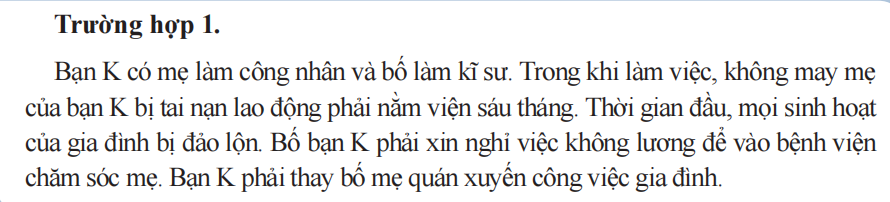 Trường hợp 1.
Bạn K có mẹ làm công nhân và bố làm kĩ sư. Trong khi làm việc, không may mẹ
của bạn K bị tai nạn lao động phải nằm viện sáu tháng. Thời gian đầu, mọi sinh hoạt
của gia đình bị đảo lộn. Bố bạn K phải xin nghỉ việc không lương để vào bệnh viện
chăm sóc mẹ. Bạn K phải thay bố mẹ quán xuyến công việc gia đình.